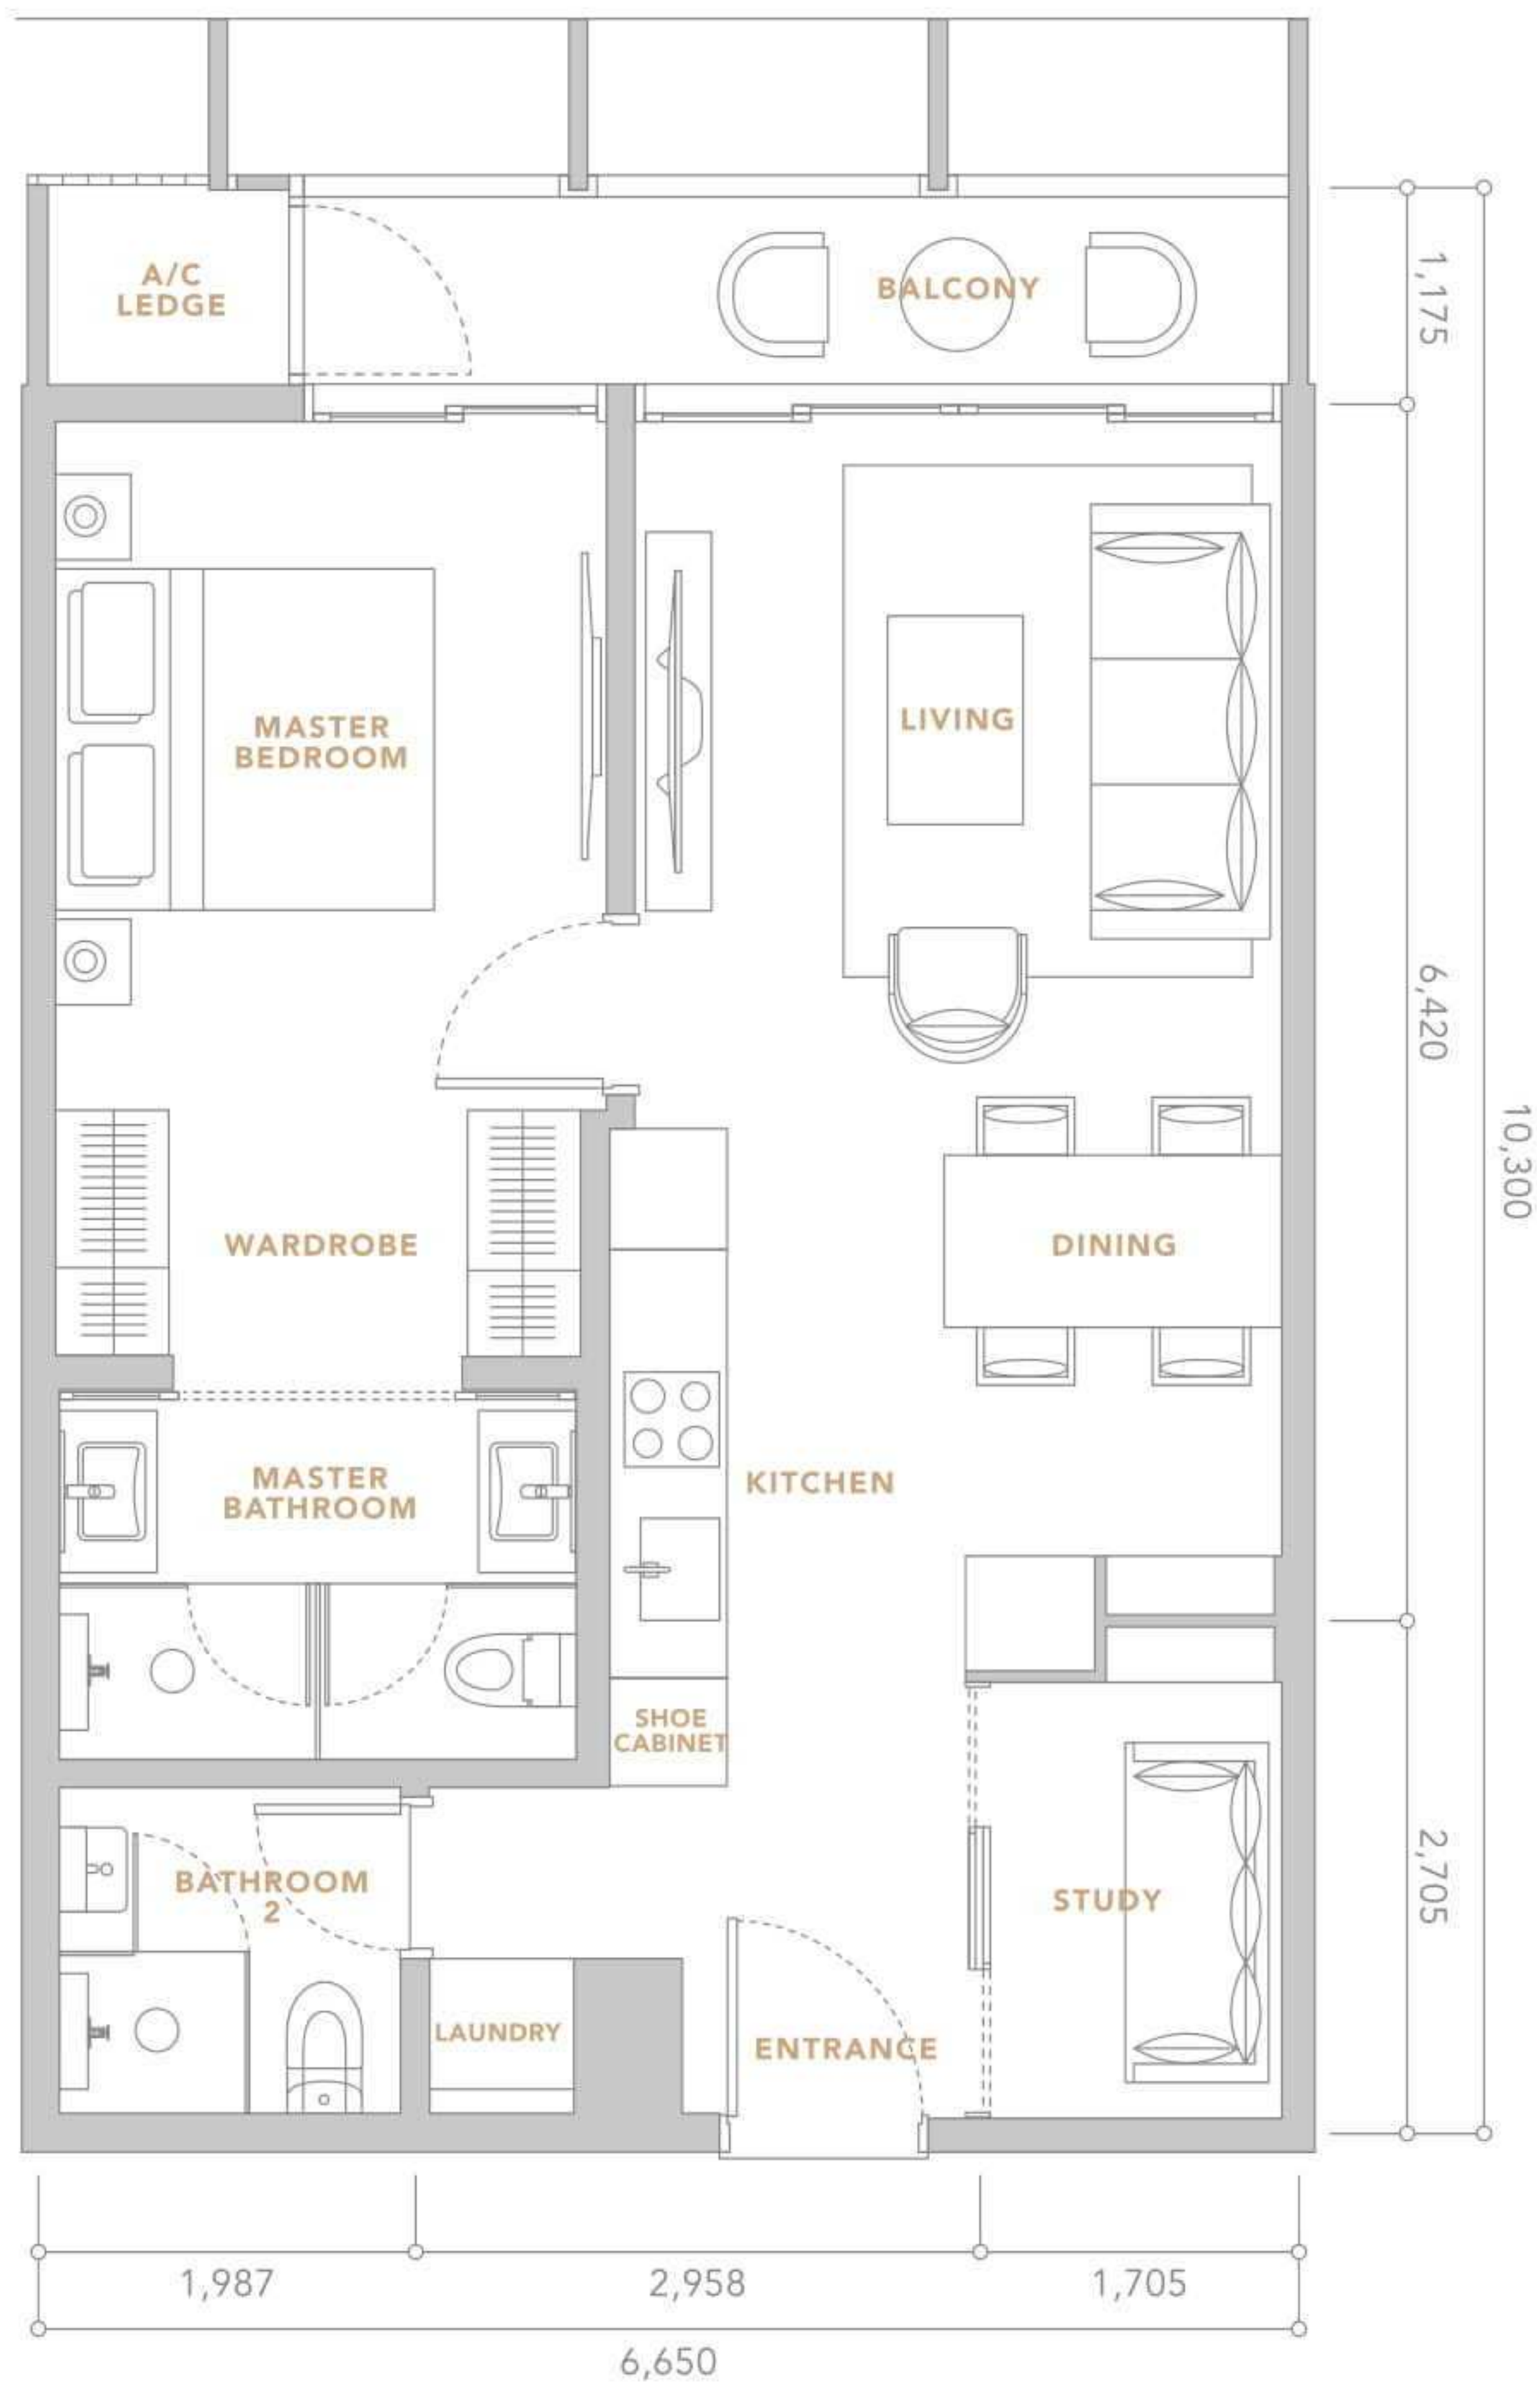 A/C
LEDGE
BALCONY
1,175
MASTER
BEDROOM
LIVING
6,420
10,300
WARDROBE
DINING
MASTER
BATHROOM
KITCHEN
SHOE
CABINET
BATHROOM
2
STUDY
2,705
LAUNDRY
ENTRANCE
1,987
2,958
1,705
6,650